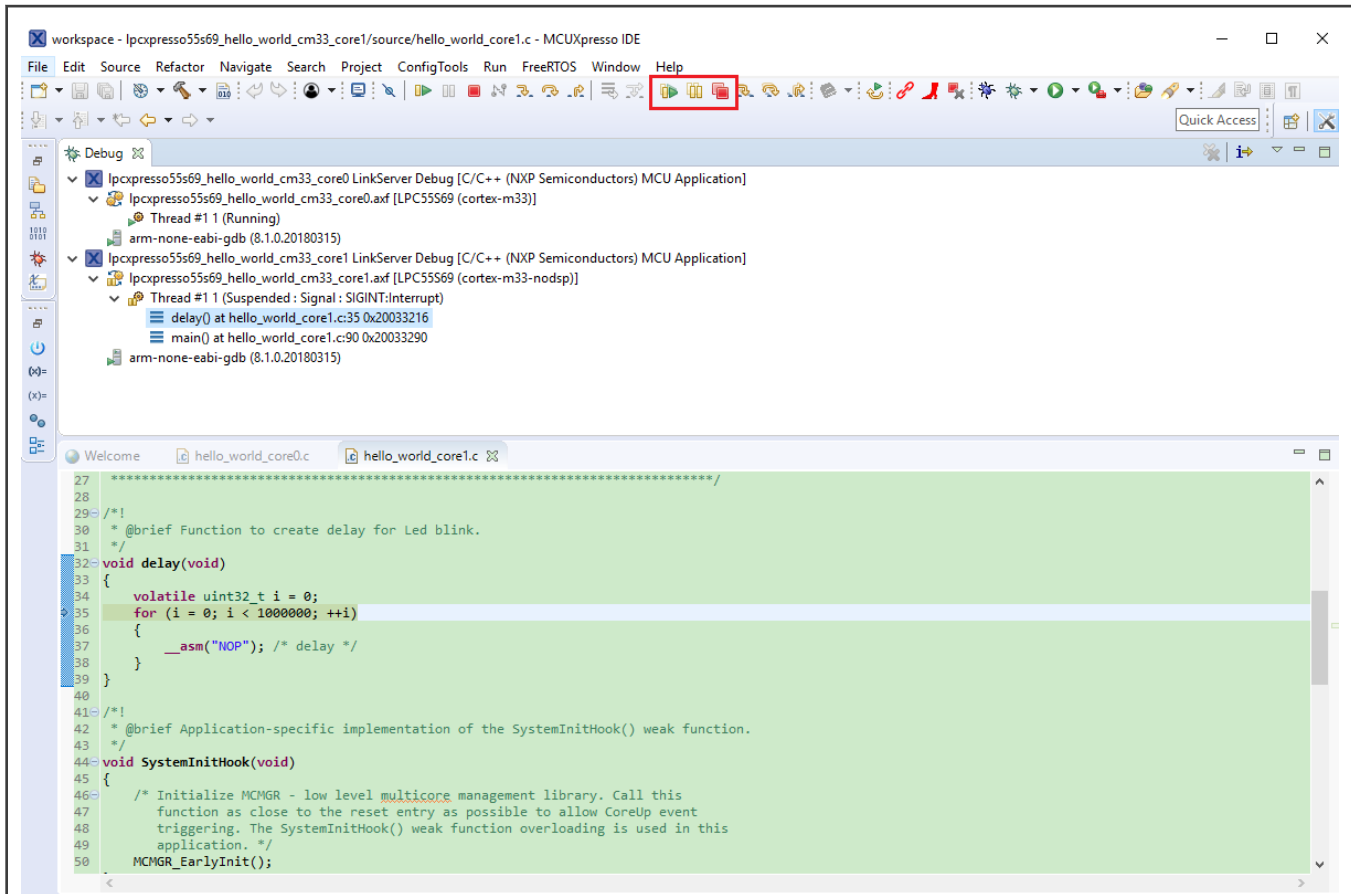 workspace - lpcxpresso55s69_hello_world_cm33_core1/source/hello_world_core1.c - MCUXpresso IDE
File Edit Source Refactor Navigate Search Project ConfigTools Run FreeRTOS Window Help
Quick Access
Debug
lpcxpresso55s69_hello_world_cm33_core0 LinkServer Debug [C/C++ (NXP Semiconductors) MCU Application]
lpcxpresso55s69_hello_world_cm33_core0.axf [LPC55S69 (cortex-m33)]
Thread #1 1 (Running)
arm-none-eabi-gdb (8.1.0.20180315)
lpcxpresso55s69_hello_world_cm33_core1 LinkServer Debug [C/C++ (NXP Semiconductors) MCU Application]
lpcxpresso55s69_hello_world_cm33_core1.axf [LPC55S69 (cortex-m33-nodsp)]
Thread #1 1 (Suspended : Signal : SIGINT:Interrupt)
delay() at hello_world_core1.c:35 0x20033216
main() at hello_world_core1.c:90 0x20033290
arm-none-eabi-gdb (8.1.0.20180315)
Welcome hello_world_core0.c hello_world_core1.c
27 ******************************************************************************/
28
29 /*!
30 * @brief Function to create delay for Led blink.
31 */
32 void delay(void)
33 {
34 volatile uint32_t i = 0;
35 for (i = 0; i < 1000000; ++i)
36 {
37 __asm("NOP"); /* delay */
38 }
39 }
40
41 /*!
42 * @brief Application-specific implementation of the SystemInitHook() weak function.
43 */
44 void SystemInitHook(void)
45 {
46 /* Initialize MCMGR - low level multicore management library. Call this
47 function as close to the reset entry as possible to allow CoreUp event
48 triggering. The SystemInitHook() weak function overloading is used in this
49 application. */
50 MCMGR_EarlyInit();